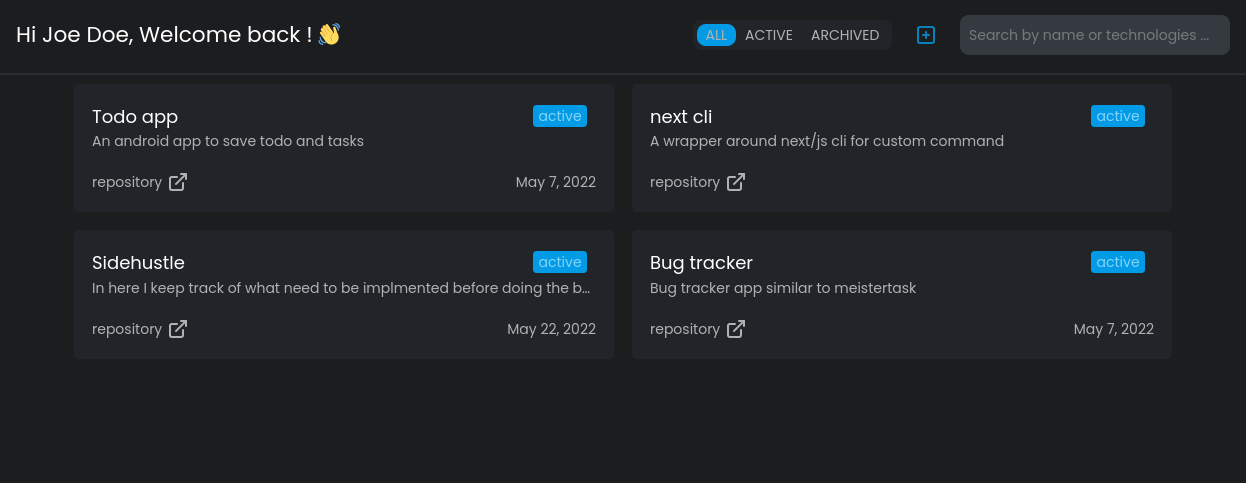 Hi Joe Doe, Welcome back ! 👋
ALL ACTIVE ARCHIVED
Search by name or technologies ...
Todo app active
An android app to save todo and tasks
repository May 7, 2022
next cli active
A wrapper around next/js cli for custom command
repository
Sidehustle active
In here I keep track of what need to be implmented before doing the b...
repository May 22, 2022
Bug tracker active
Bug tracker app similar to meistertask
repository May 7, 2022